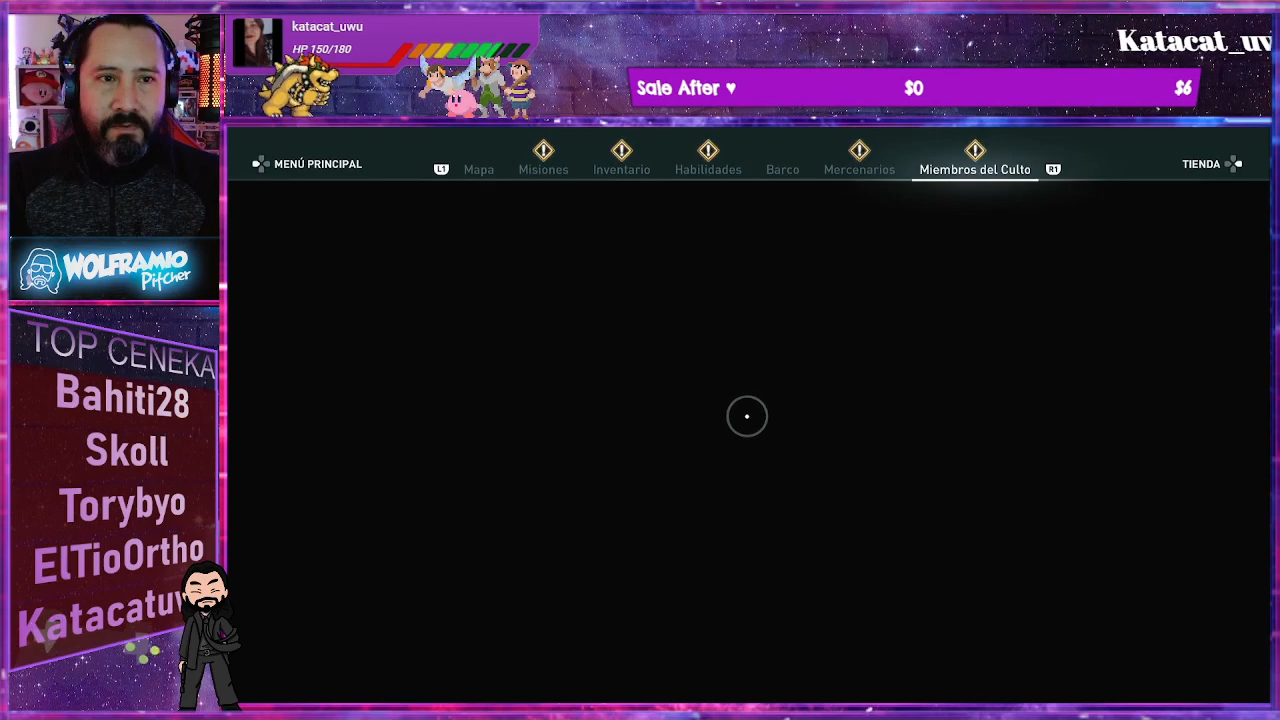 katacat_uwu
HP 150/180
Katacat_uw
Sale After ♥ $0 $6
MENÚ PRINCIPAL
L1 Mapa Misiones Inventario Habilidades Barco Mercenarios Miembros del Culto R1
TIENDA
WOLFRAMIO
Pitcher
TOP CENEKA
Bahiti28
Skoll
Torybyo
ElTioOrtho
Katacatuw